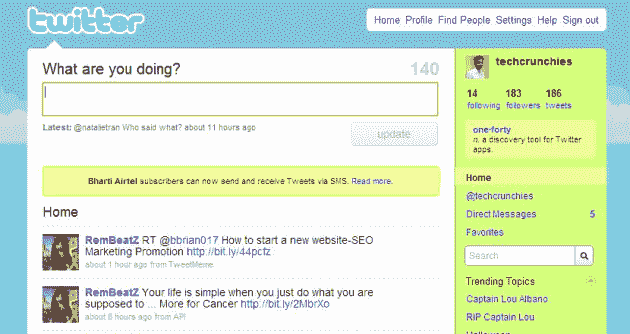 twitter
Home Profile Find People Settings Help Sign out
What are you doing?
140
Latest: @natalietran Who said what? about 11 hours ago
update
Bharti Airtel subscribers can now send and receive Tweets via SMS. Read more.
Home
RemBeatZ RT @bbrian017 How to start a new website-SEO
Marketing Promotion http://bit.ly/44pcfz
about 1 hour ago from TweetMeme
RemBeatZ Your life is simple when you just do what you are
supposed to ... More for Cancer http://bit.ly/2MbrXo
about 6 hours ago from API
techcrunchies
14 183 186
following followers tweets
one-forty
n. a discovery tool for Twitter
apps.
Home
@techcrunchies
Direct Messages 5
Favorites
Search
Trending Topics
Captain Lou Albano
RIP Captain Lou
Halloween